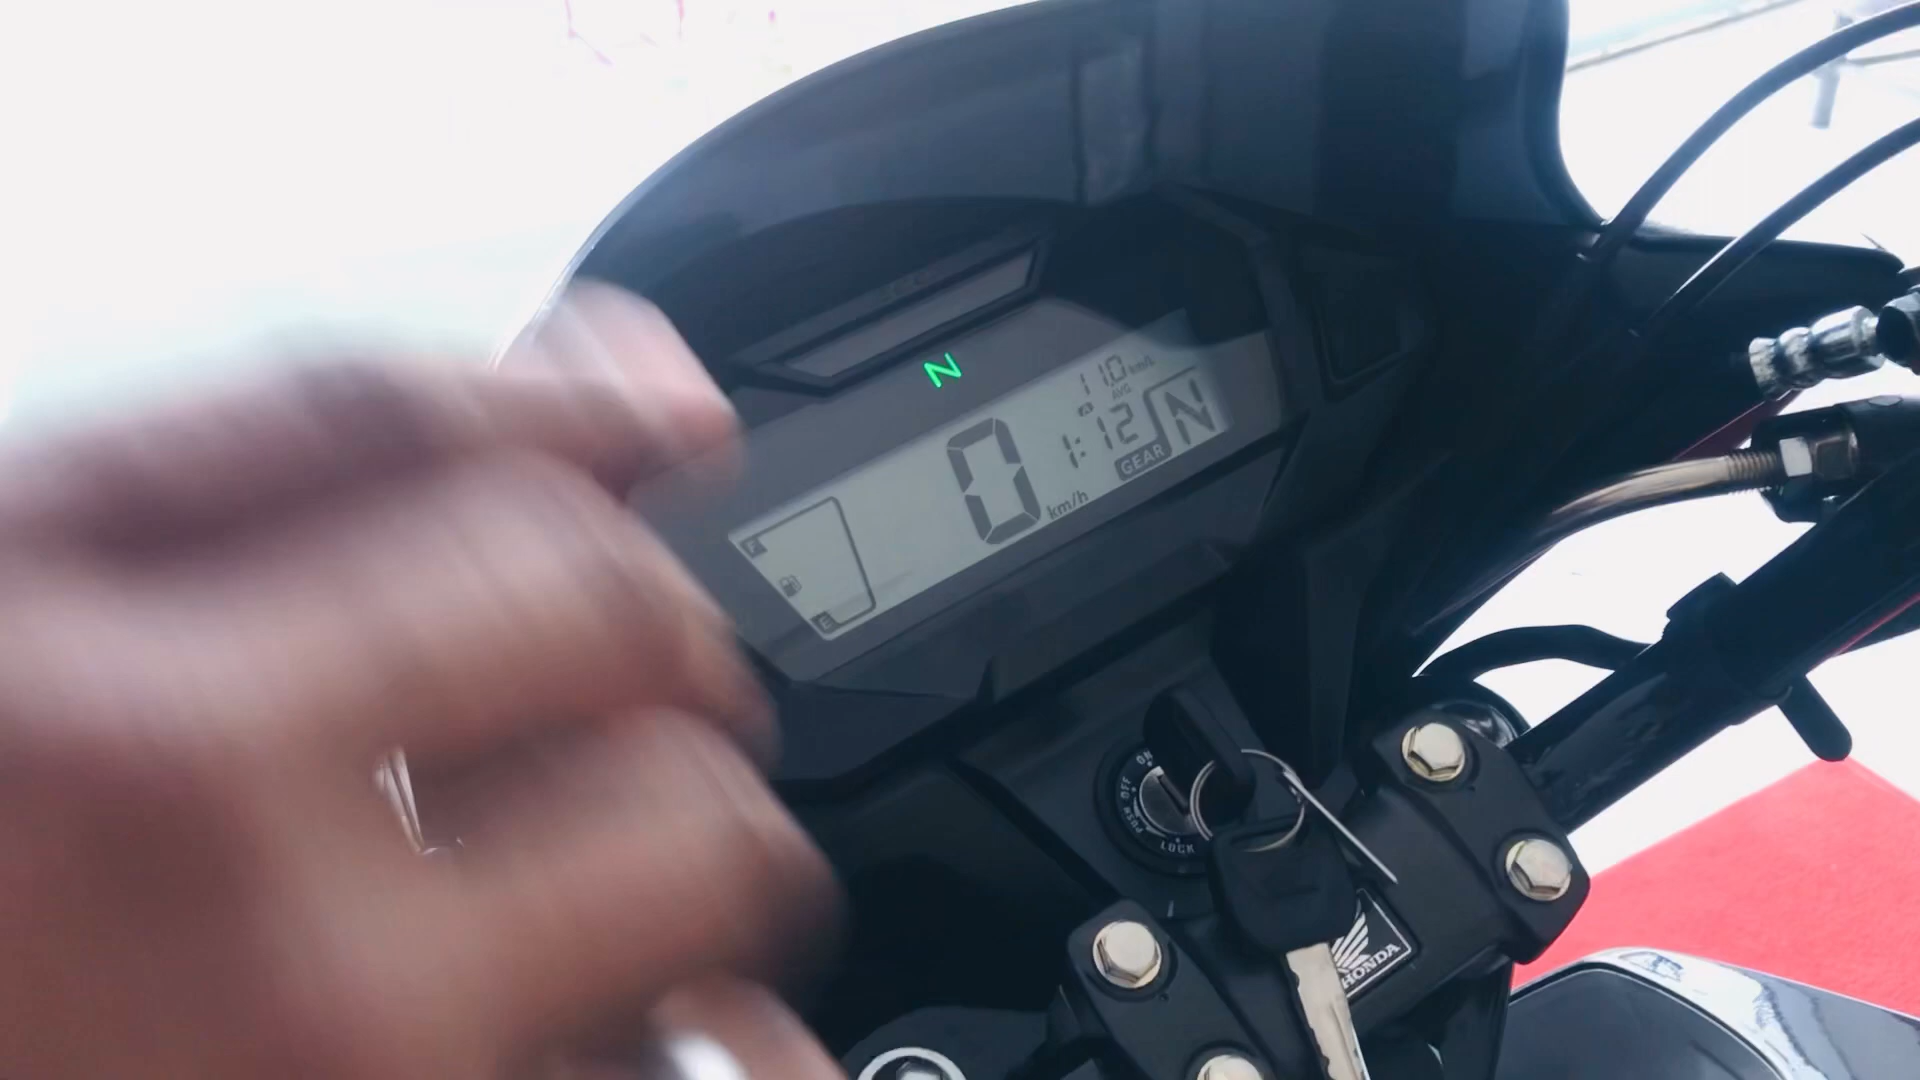 N
11.0 km/L
A AVG
1:12
N
GEAR
0
km/h
F
E
ON
OFF
PUSH
LOCK
HONDA